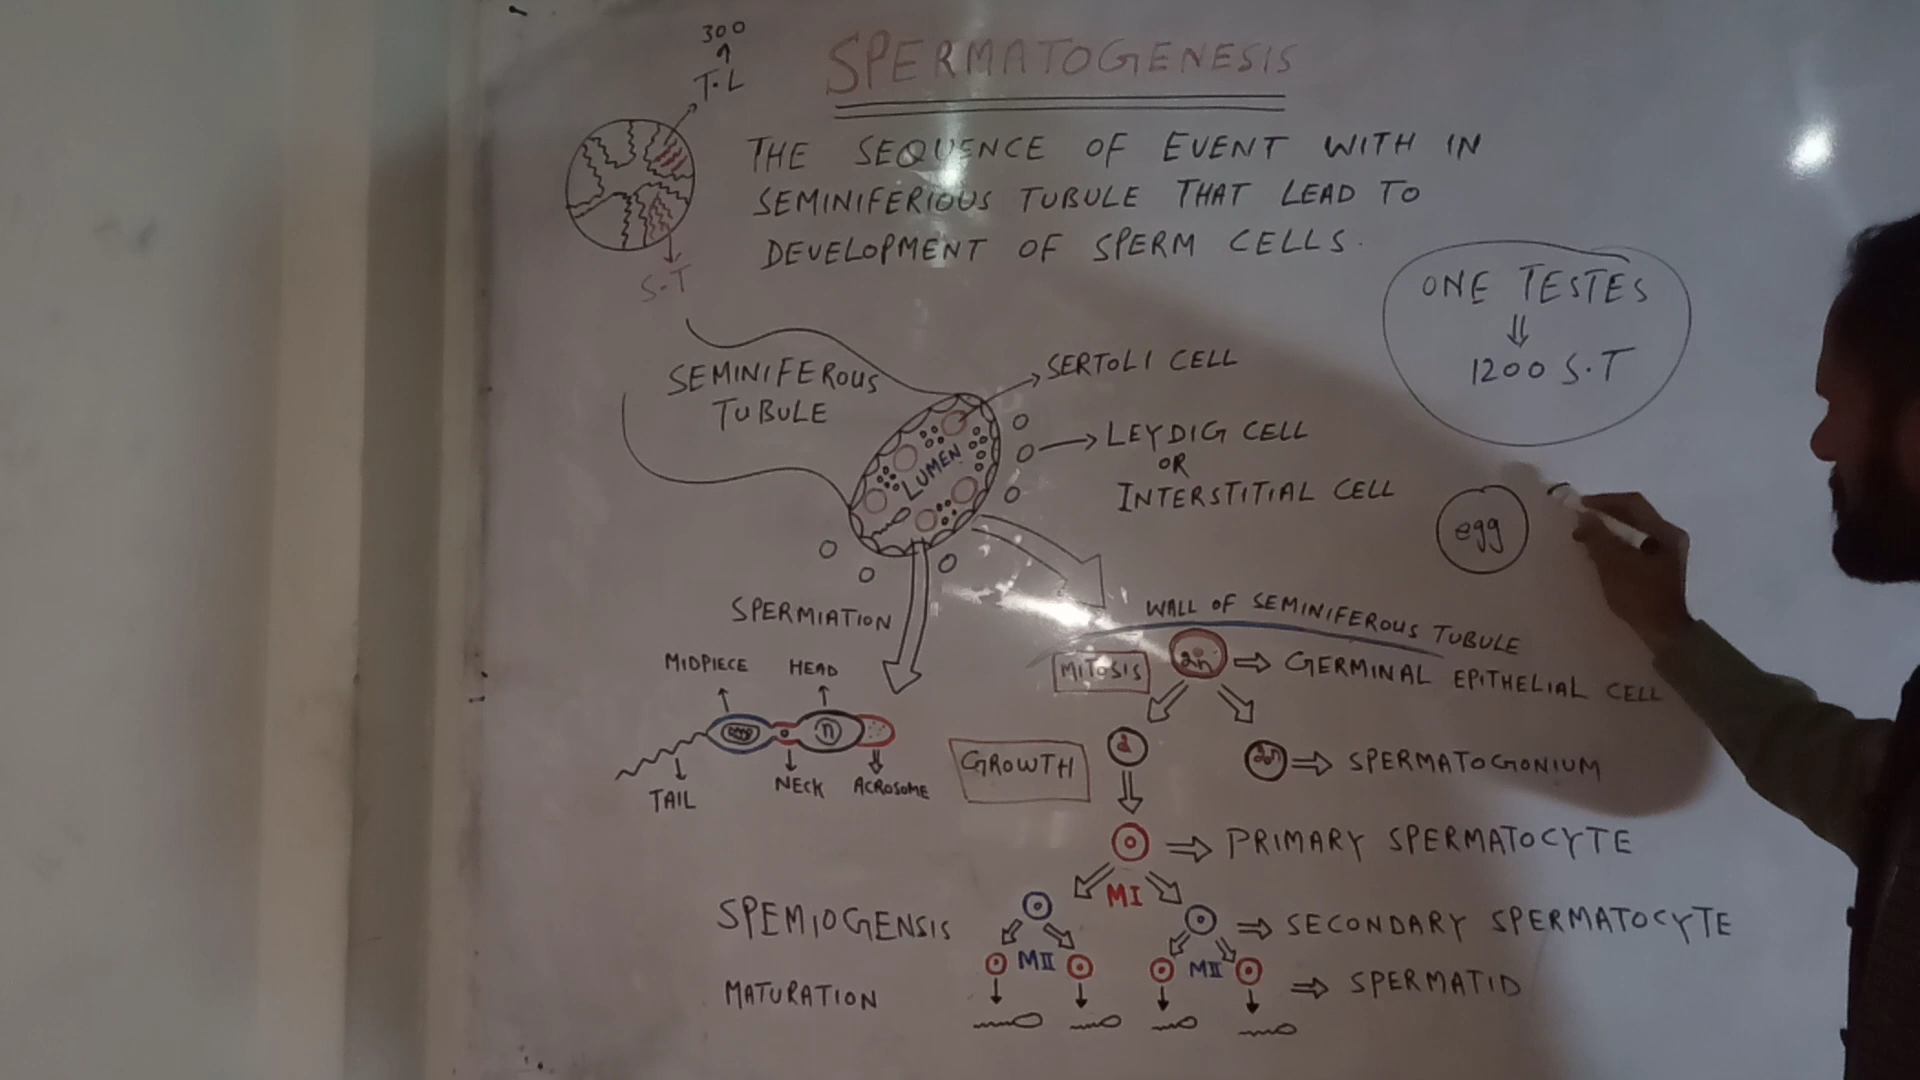 300
T.L
SPERMATOGENESIS
THE SEQUENCE OF EVENT WITH IN
SEMINIFERIOUS TUBULE THAT LEAD TO
DEVELOPMENT OF SPERM CELLS.
S.T
ONE TESTES
1200 S.T
SEMINIFEROUS
TUBULE
SERTOLI CELL
LUMEN
LEYDIG CELL
OR
INTERSTITIAL CELL
egg
SPERMIATION
WALL OF SEMINIFEROUS TUBULE
MIDPIECE
HEAD
MITOSIS
2n
GERMINAL EPITHELIAL CELL
n
TAIL
NECK
ACROSOME
GROWTH
SPERMATOGONIUM
PRIMARY SPERMATOCYTE
MI
SPEMIOGENSIS
SECONDARY SPERMATOCYTE
MII
MII
MATURATION
SPERMATID